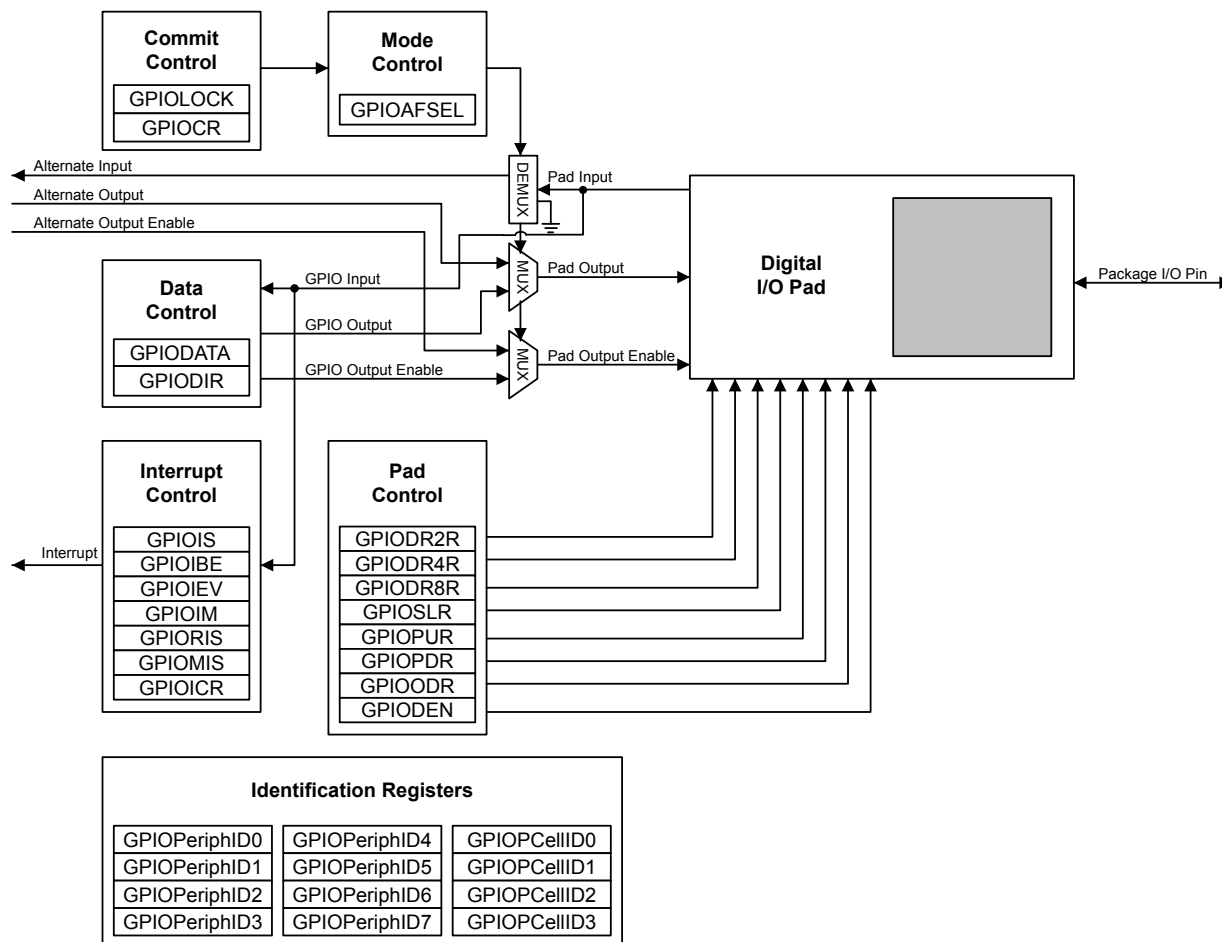 Commit
Control
GPIOLOCK
GPIOCR
Mode
Control
GPIOAFSEL
Alternate Input
Alternate Output
Alternate Output Enable
DEMUX
Pad Input
MUX
Pad Output
MUX
Pad Output Enable
Digital
I/O Pad
Package I/O Pin
Data
Control
GPIODATA
GPIODIR
GPIO Input
GPIO Output
GPIO Output Enable
Interrupt
Control
GPIOIS
GPIOIBE
GPIOIEV
GPIOIM
GPIORIS
GPIOMIS
GPIOICR
Interrupt
Pad
Control
GPIODR2R
GPIODR4R
GPIODR8R
GPIOSLR
GPIOPUR
GPIOPDR
GPIOODR
GPIODEN
Identification Registers
GPIOPeriphID0
GPIOPeriphID1
GPIOPeriphID2
GPIOPeriphID3
GPIOPeriphID4
GPIOPeriphID5
GPIOPeriphID6
GPIOPeriphID7
GPIOPCellID0
GPIOPCellID1
GPIOPCellID2
GPIOPCellID3